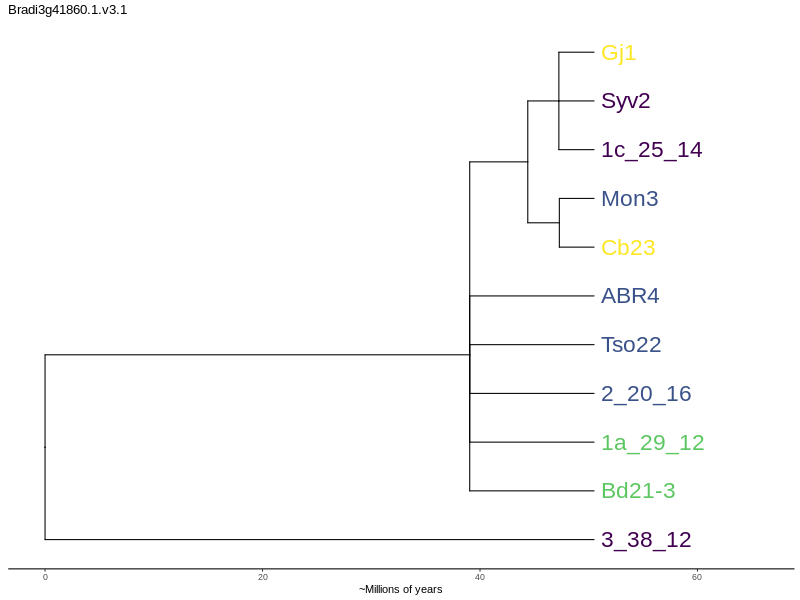 Bradi3g41860.1.v3.1
Gj1
Syv2
1c_25_14
Mon3
Cb23
ABR4
Tso22
2_20_16
1a_29_12
Bd21-3
3_38_12
0 20 40 60
~Millions of years